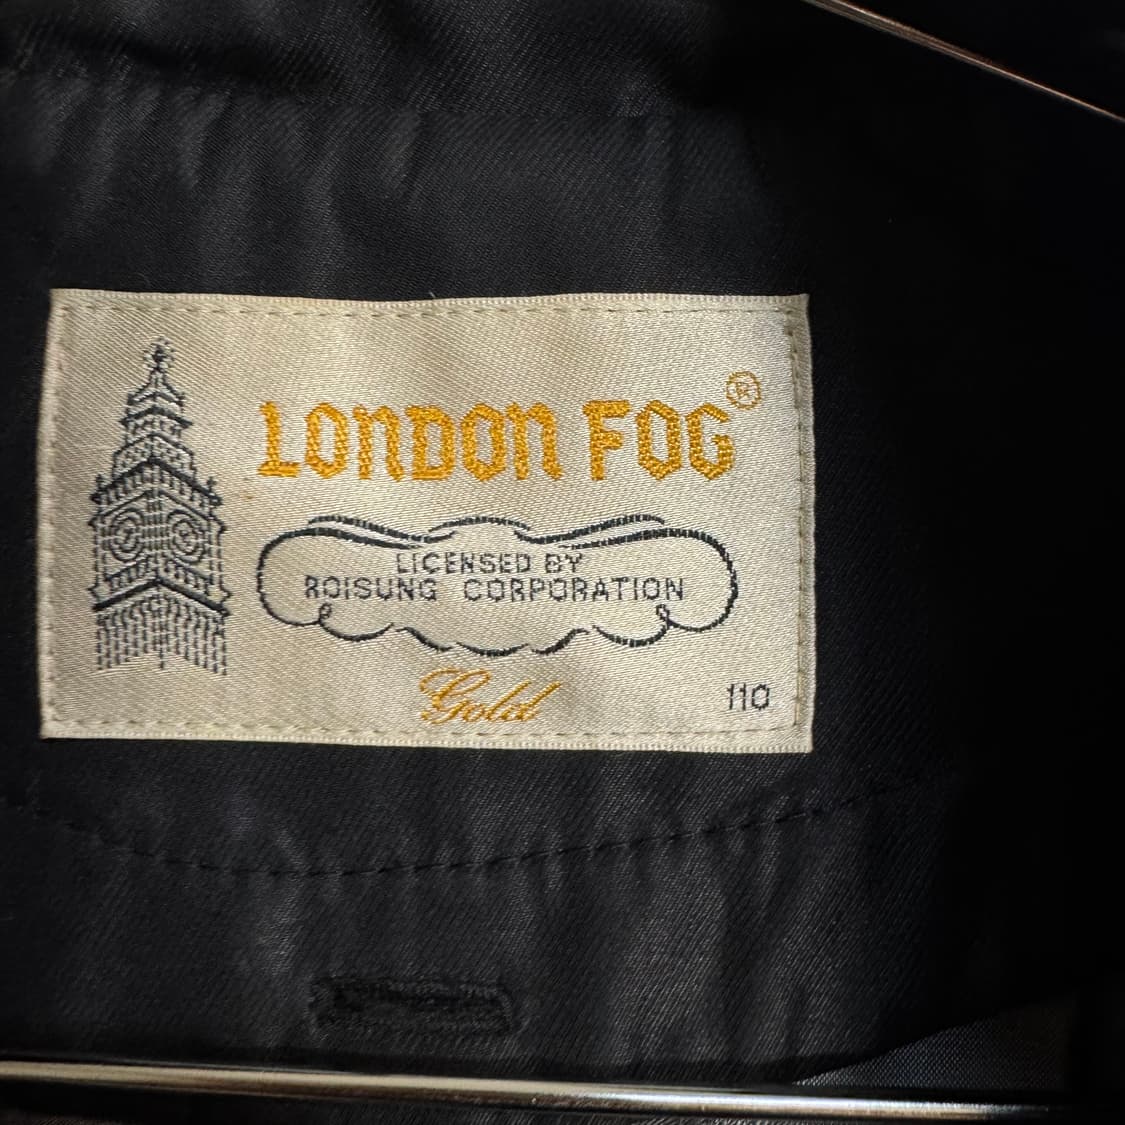 LONDON FOG®
LICENSED BY
ROISUNG CORPORATION
Gold
110